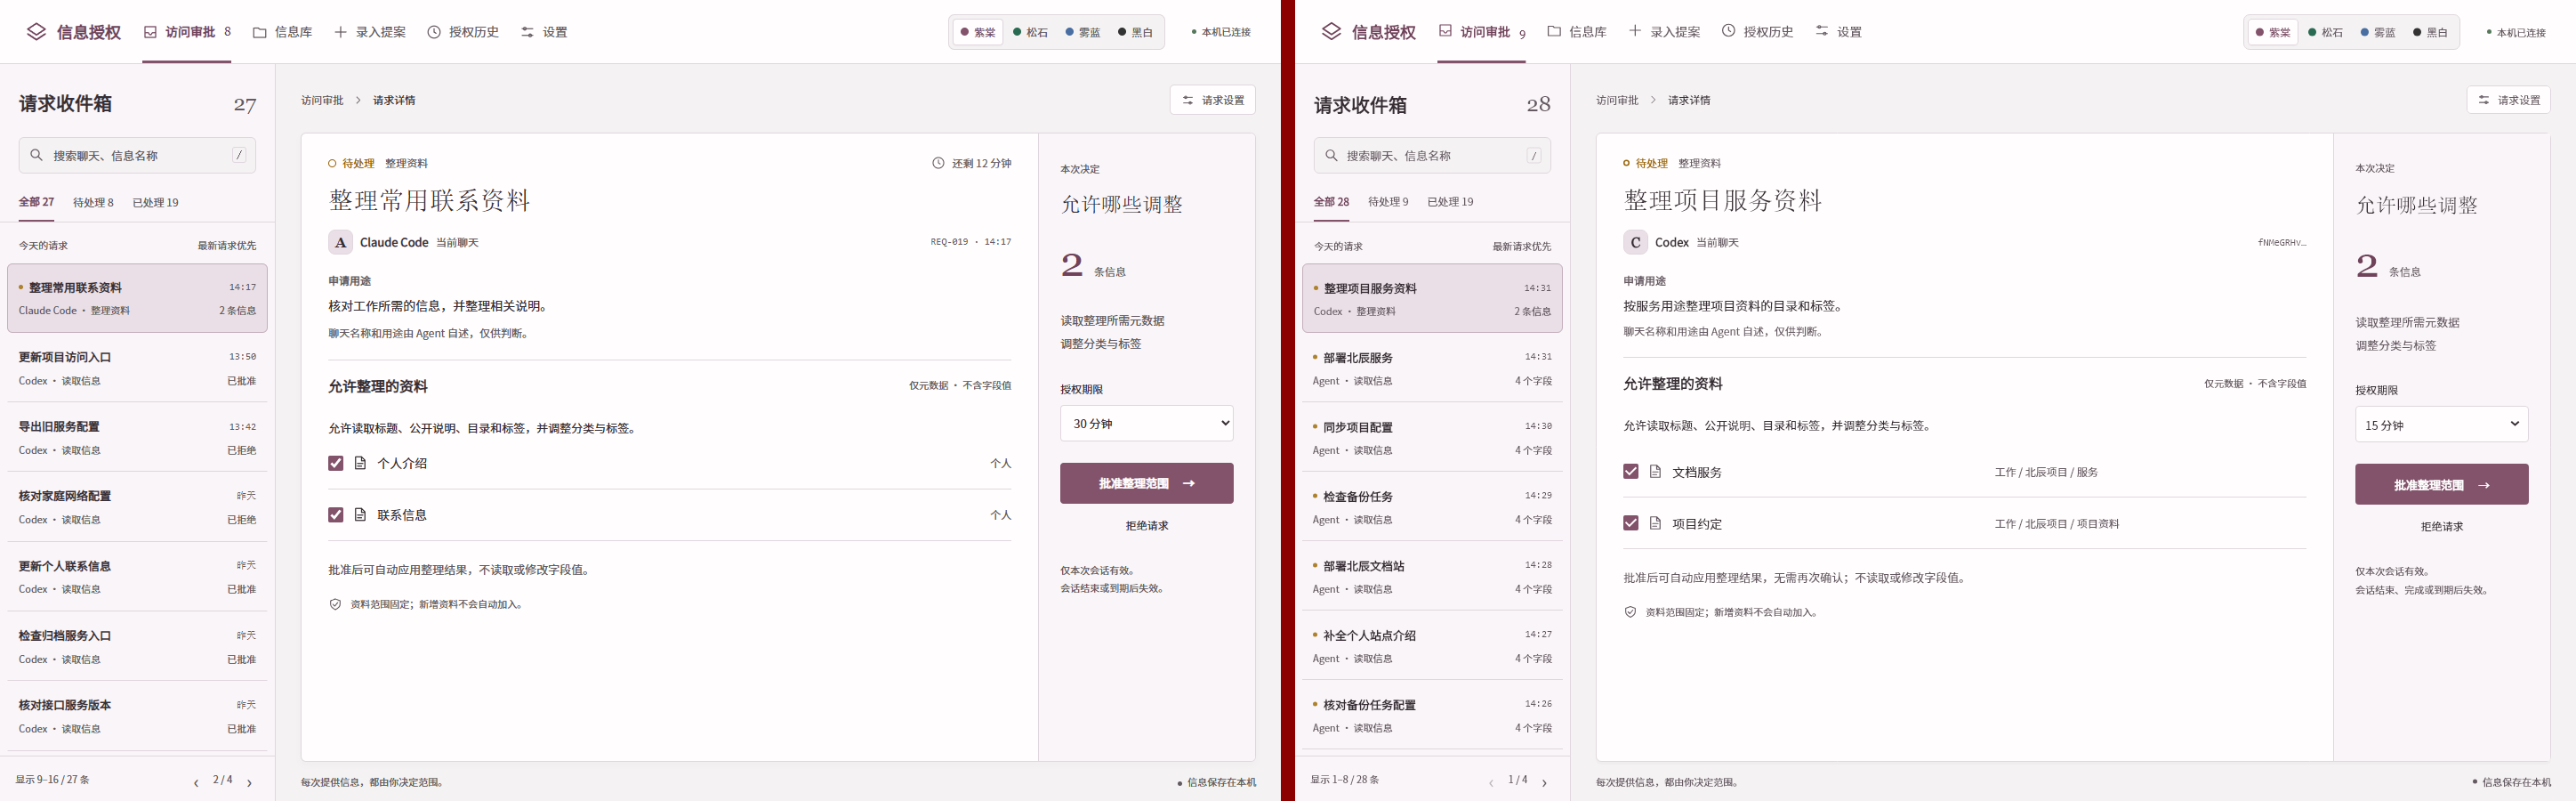 信息授权 访问审批 8 信息库 录入提案 授权历史 设置 紫棠 松石 雾蓝 黑白 本机已连接
请求收件箱 27
搜索聊天、信息名称 /
全部 27 待处理 8 已处理 19
今天的请求 最新请求优先
整理常用联系资料 14:17
Claude Code · 整理资料 2 条信息
更新项目访问入口 13:50
Codex · 读取信息 已批准
导出旧服务配置 13:42
Codex · 读取信息 已拒绝
核对家庭网络配置 昨天
Codex · 读取信息 已拒绝
更新个人联系信息 昨天
Codex · 读取信息 已批准
检查归档服务入口 昨天
Codex · 读取信息 已批准
核对接口服务版本 昨天
Codex · 读取信息 已批准
显示 9–16 / 27 条 ‹ 2 / 4 ›
访问审批 > 请求详情 请求设置
待处理 整理资料 还剩 12 分钟
整理常用联系资料
A Claude Code 当前聊天 REQ-019 · 14:17
申请用途
核对工作所需的信息，并整理相关说明。
聊天名称和用途由 Agent 自述，仅供判断。
允许整理的资料 仅元数据 · 不含字段值
允许读取标题、公开说明、目录和标签，并调整分类与标签。
个人介绍 个人
联系信息 个人
批准后可自动应用整理结果，不读取或修改字段值。
资料范围固定；新增资料不会自动加入。
本次决定
允许哪些调整
2 条信息
读取整理所需元数据
调整分类与标签
授权期限
30 分钟
批准整理范围 →
拒绝请求
仅本次会话有效。
会话结束或到期后失效。
每次提供信息，都由你决定范围。 信息保存在本机
信息授权 访问审批 9 信息库 录入提案 授权历史 设置 紫棠 松石 雾蓝 黑白 本机已连接
请求收件箱 28
搜索聊天、信息名称 /
全部 28 待处理 9 已处理 19
今天的请求 最新请求优先
整理项目服务资料 14:31
Codex · 整理资料 2 条信息
部署北辰服务 14:31
Agent · 读取信息 4 个字段
同步项目配置 14:30
Agent · 读取信息 4 个字段
检查备份任务 14:29
Agent · 读取信息 4 个字段
部署北辰文档站 14:28
Agent · 读取信息 4 个字段
补全个人站点介绍 14:27
Agent · 读取信息 4 个字段
核对备份任务配置 14:26
Agent · 读取信息 4 个字段
显示 1–8 / 28 条 ‹ 1 / 4 ›
访问审批 > 请求详情 请求设置
待处理 整理资料
整理项目服务资料
C Codex 当前聊天 fNMeGRHv…
申请用途
按服务用途整理项目资料的目录和标签。
聊天名称和用途由 Agent 自述，仅供判断。
允许整理的资料 仅元数据 · 不含字段值
允许读取标题、公开说明、目录和标签，并调整分类与标签。
文档服务 工作 / 北辰项目 / 服务
项目约定 工作 / 北辰项目 / 项目资料
批准后可自动应用整理结果，无需再次确认；不读取或修改字段值。
资料范围固定；新增资料不会自动加入。
本次决定
允许哪些调整
2 条信息
读取整理所需元数据
调整分类与标签
授权期限
15 分钟
批准整理范围 →
拒绝请求
仅本次会话有效。
会话结束、完成或到期后失效。
每次提供信息，都由你决定范围。 信息保存在本机